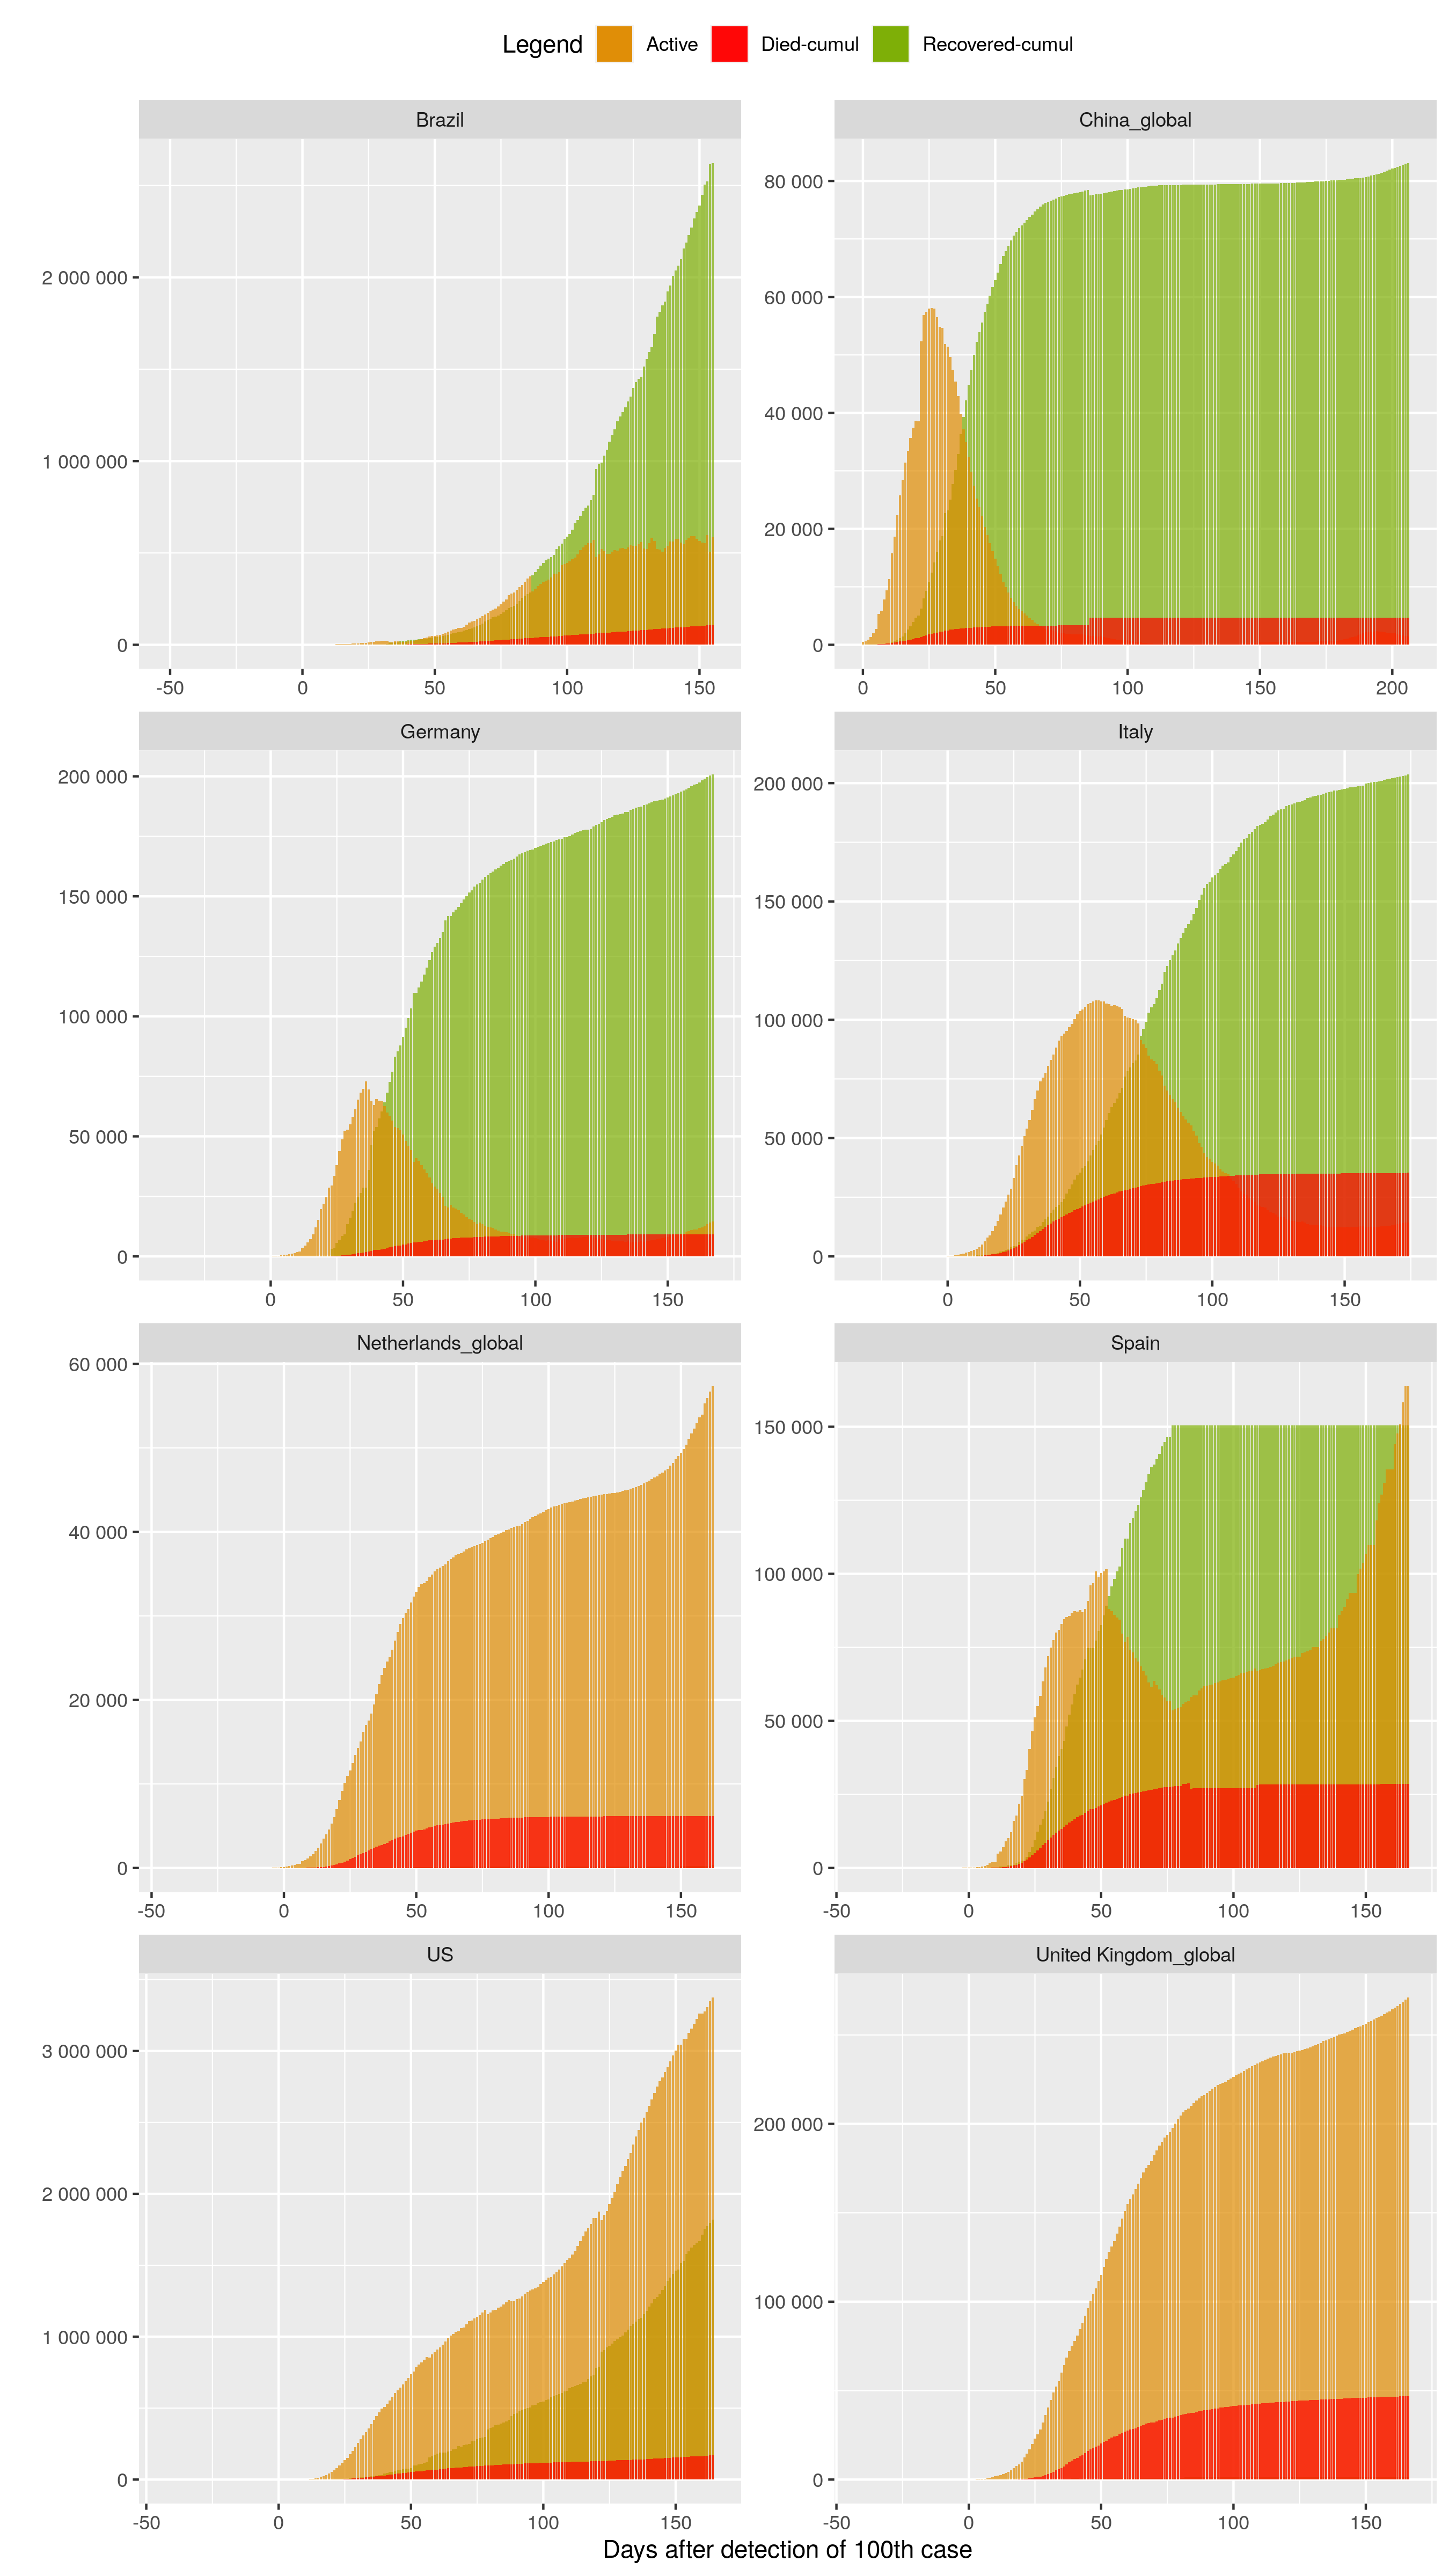 Legend Active Died-cumul Recovered-cumul
Brazil
2 000 000
1 000 000
0
-50 0 50 100 150
China_global
80 000
60 000
40 000
20 000
0
0 50 100 150 200
Germany
200 000
150 000
100 000
50 000
0
0 50 100 150
Italy
200 000
150 000
100 000
50 000
0
0 50 100 150
Netherlands_global
60 000
40 000
20 000
0
-50 0 50 100 150
Spain
150 000
100 000
50 000
0
-50 0 50 100 150
US
3 000 000
2 000 000
1 000 000
0
-50 0 50 100 150
United Kingdom_global
200 000
100 000
0
-50 0 50 100 150
Days after detection of 100th case